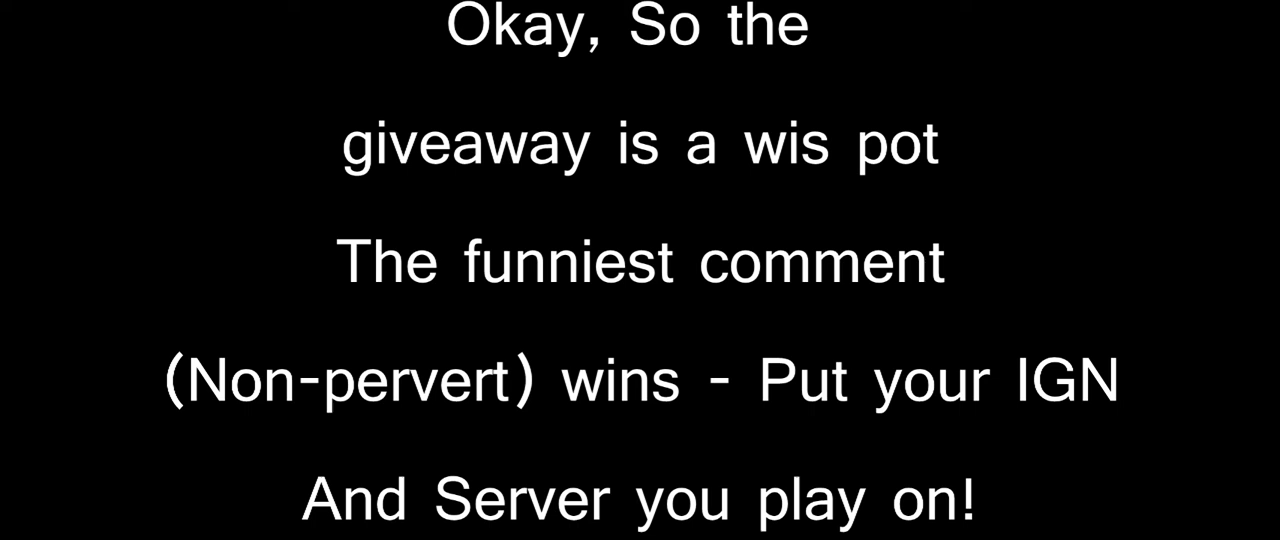 Okay, So the
giveaway is a wis pot
The funniest comment
(Non-pervert) wins - Put your IGN
And Server you play on!